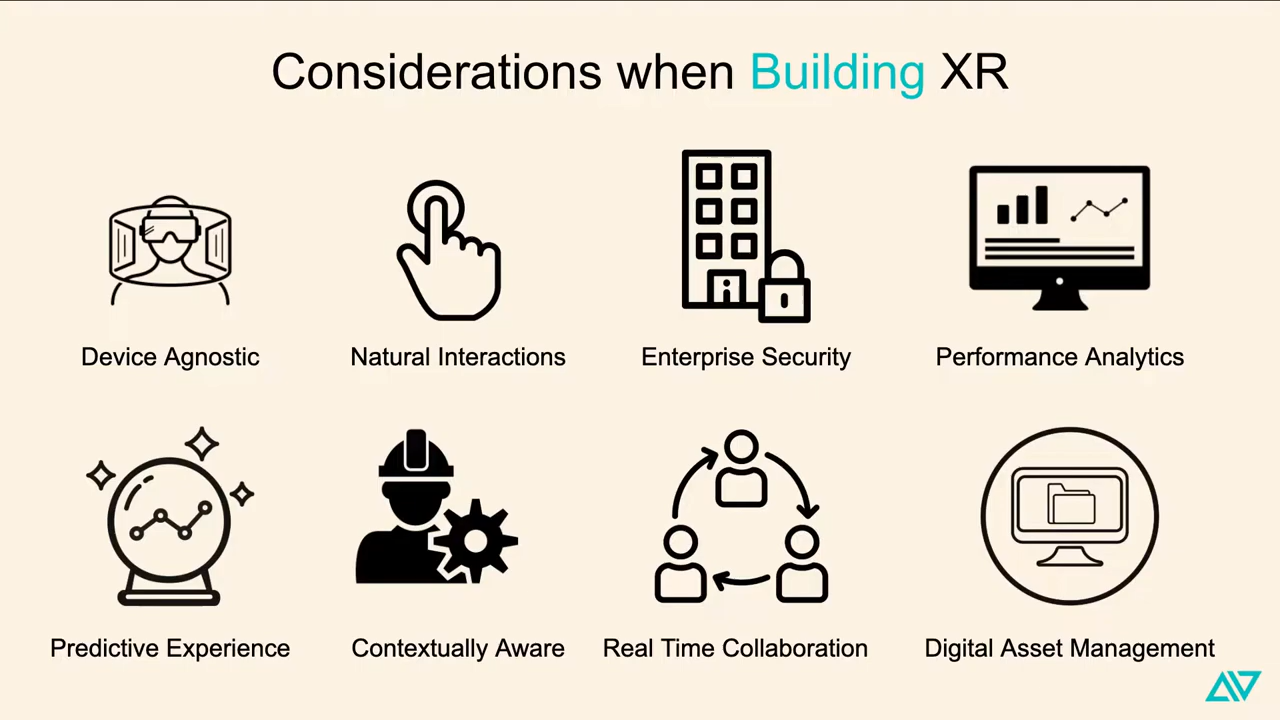 Considerations when Building XR
Device Agnostic
Natural Interactions
Enterprise Security
Performance Analytics
Predictive Experience
Contextually Aware
Real Time Collaboration
Digital Asset Management